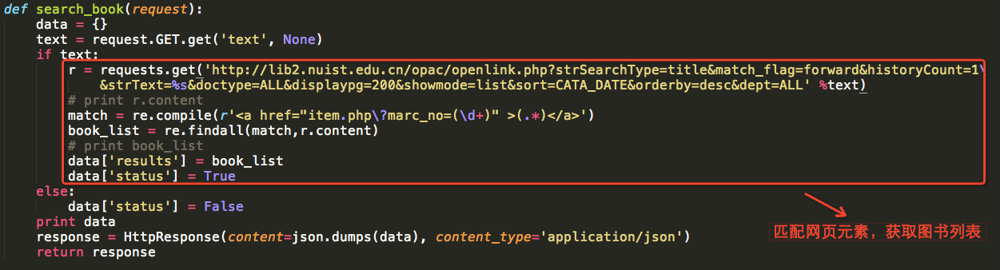 def search_book(request):
    data = {}
    text = request.GET.get('text', None)
    if text:
        r = requests.get('http://lib2.nuist.edu.cn/opac/openlink.php?strSearchType=title&match_flag=forward&historyCount=1\
            &strText=%s&doctype=ALL&displaypg=200&showmode=list&sort=CATA_DATE&orderby=desc&dept=ALL' %text)
        # print r.content
        match = re.compile(r'<a href="item.php\?marc_no=(\d+)" >(.*)</a>')
        book_list = re.findall(match,r.content)
        # print book_list
        data['results'] = book_list
        data['status'] = True
    else:
        data['status'] = False
    print data
    response = HttpResponse(content=json.dumps(data), content_type='application/json')
    return response
匹配网页元素，获取图书列表